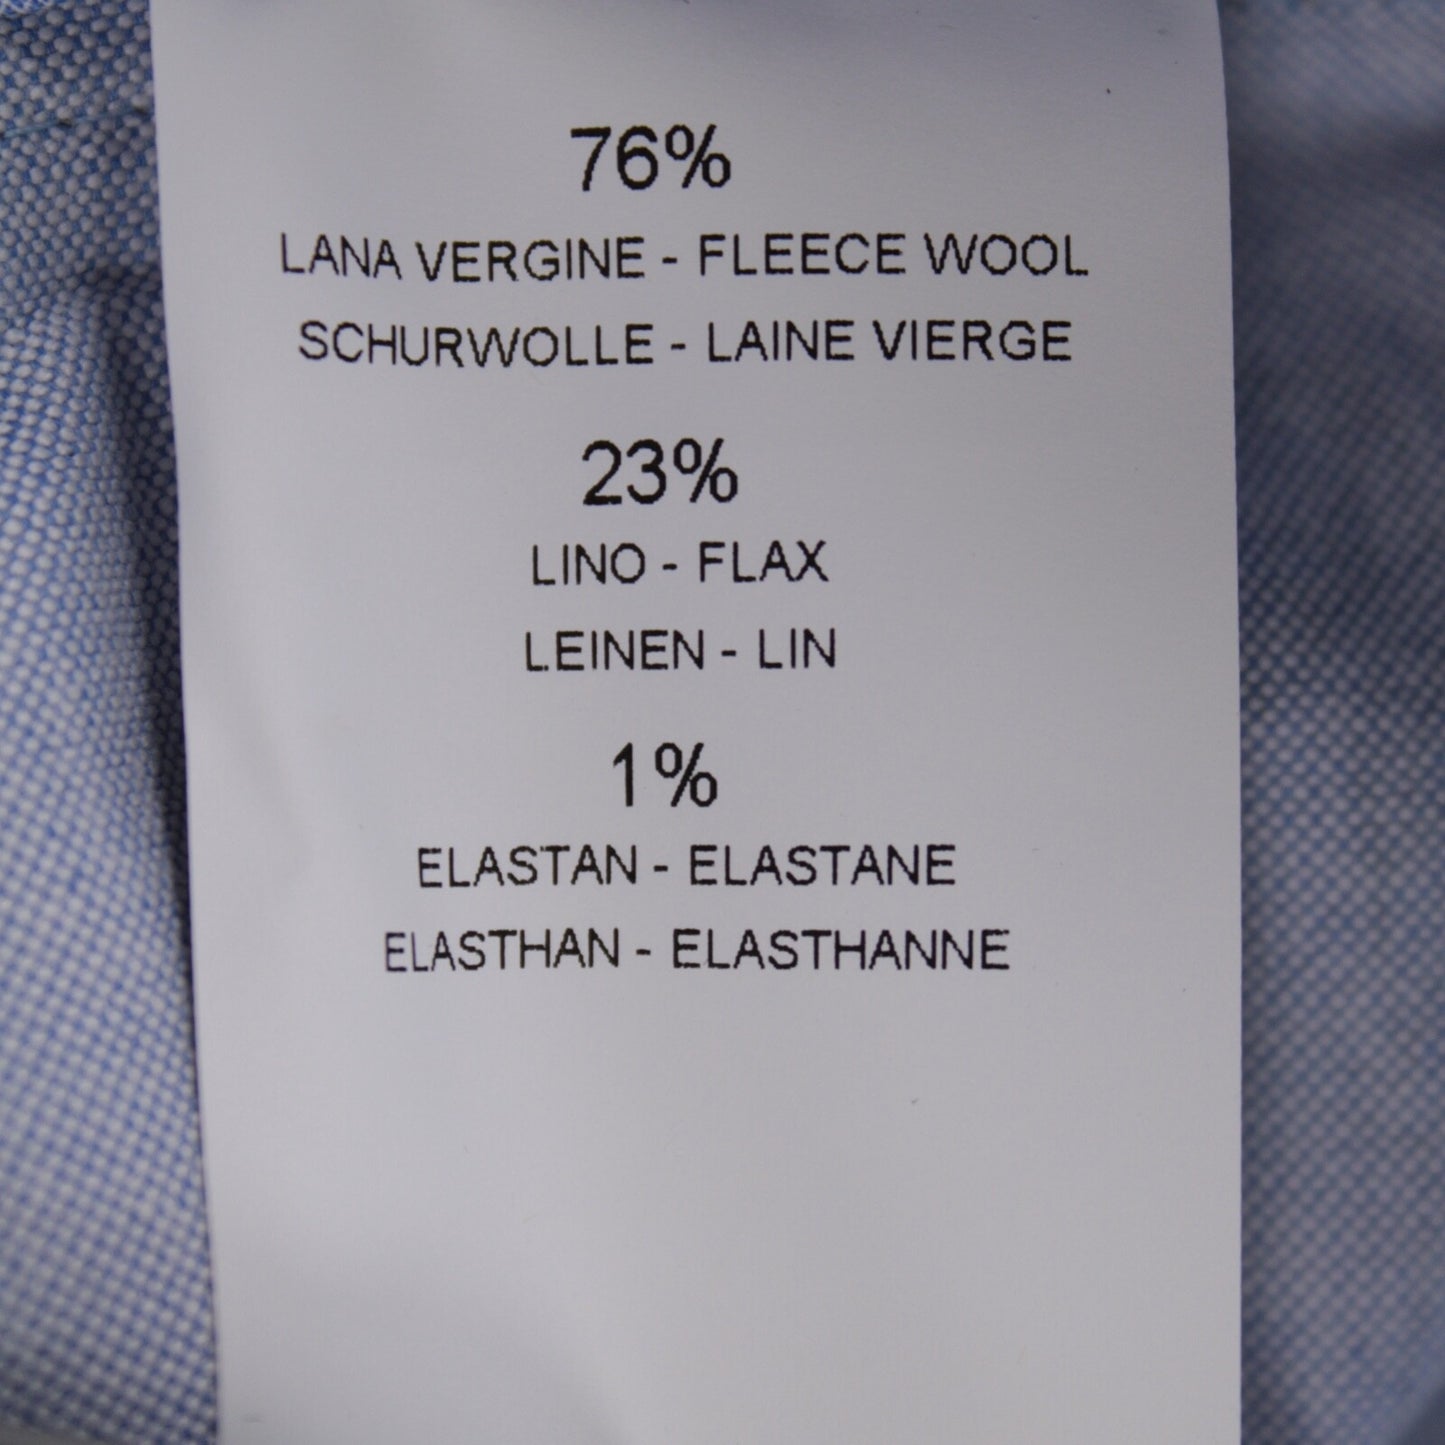 76%
LANA VERGINE - FLEECE WOOL
SCHURWOLLE - LAINE VIERGE
23%
LINO - FLAX
LEINEN - LIN
1%
ELASTAN - ELASTANE
ELASTHAN - ELASTHANNE